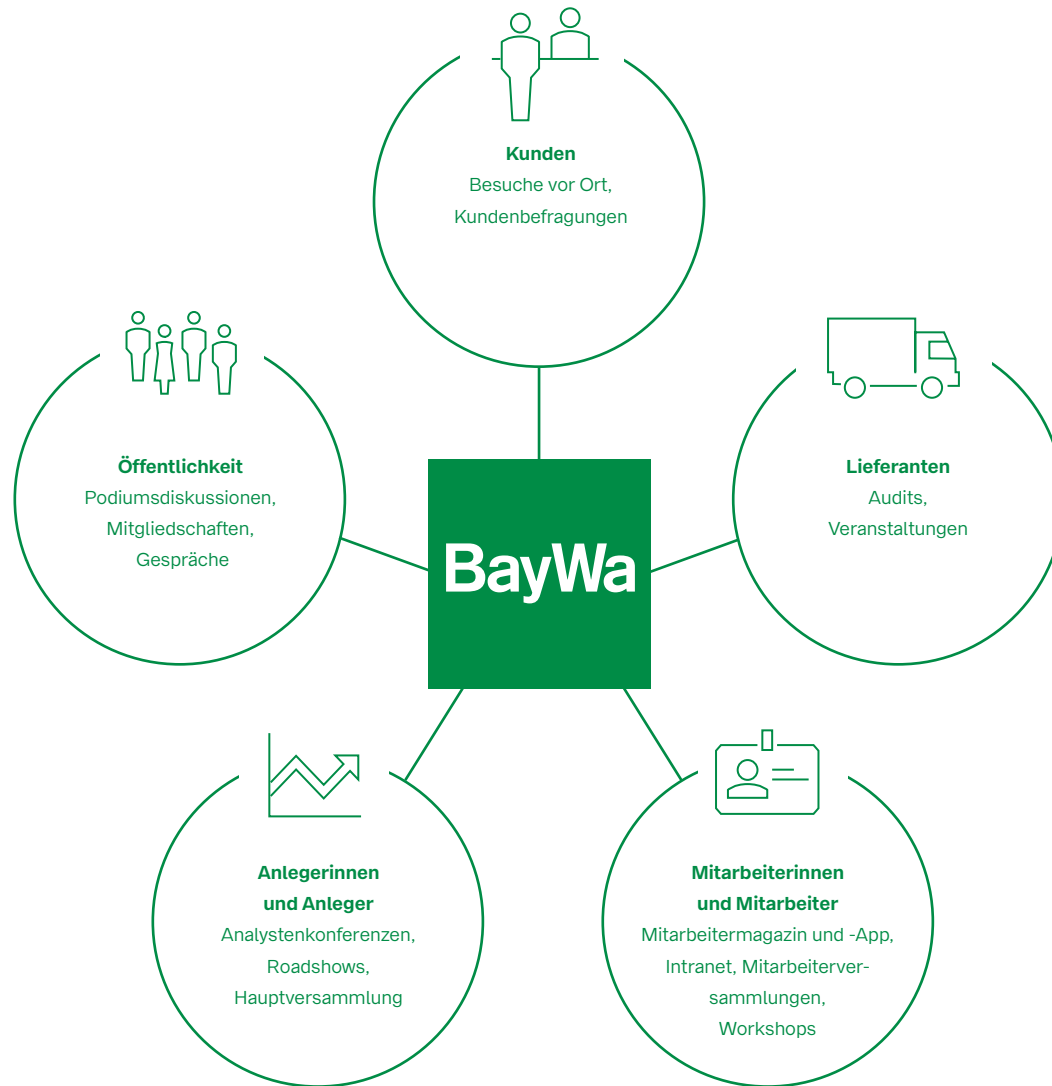 Kunden
Besuche vor Ort,
Kundenbefragungen
Öffentlichkeit
Podiumsdiskussionen,
Mitgliedschaften,
Gespräche
Lieferanten
Audits,
Veranstaltungen
BayWa
Anlegerinnen
und Anleger
Analystenkonferenzen,
Roadshows,
Hauptversammlung
Mitarbeiterinnen
und Mitarbeiter
Mitarbeitermagazin und -App,
Intranet, Mitarbeiterver-
sammlungen,
Workshops